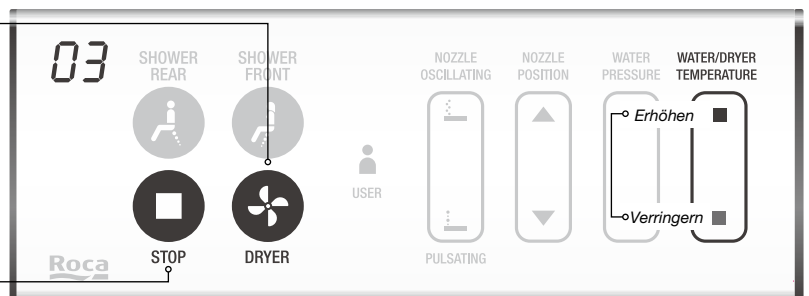 03
SHOWER
REAR
SHOWER
FRONT
NOZZLE
OSCILLATING
NOZZLE
POSITION
WATER
PRESSURE
WATER/DRYER
TEMPERATURE
Erhöhen
USER
Verringern
STOP
DRYER
PULSATING
Roca